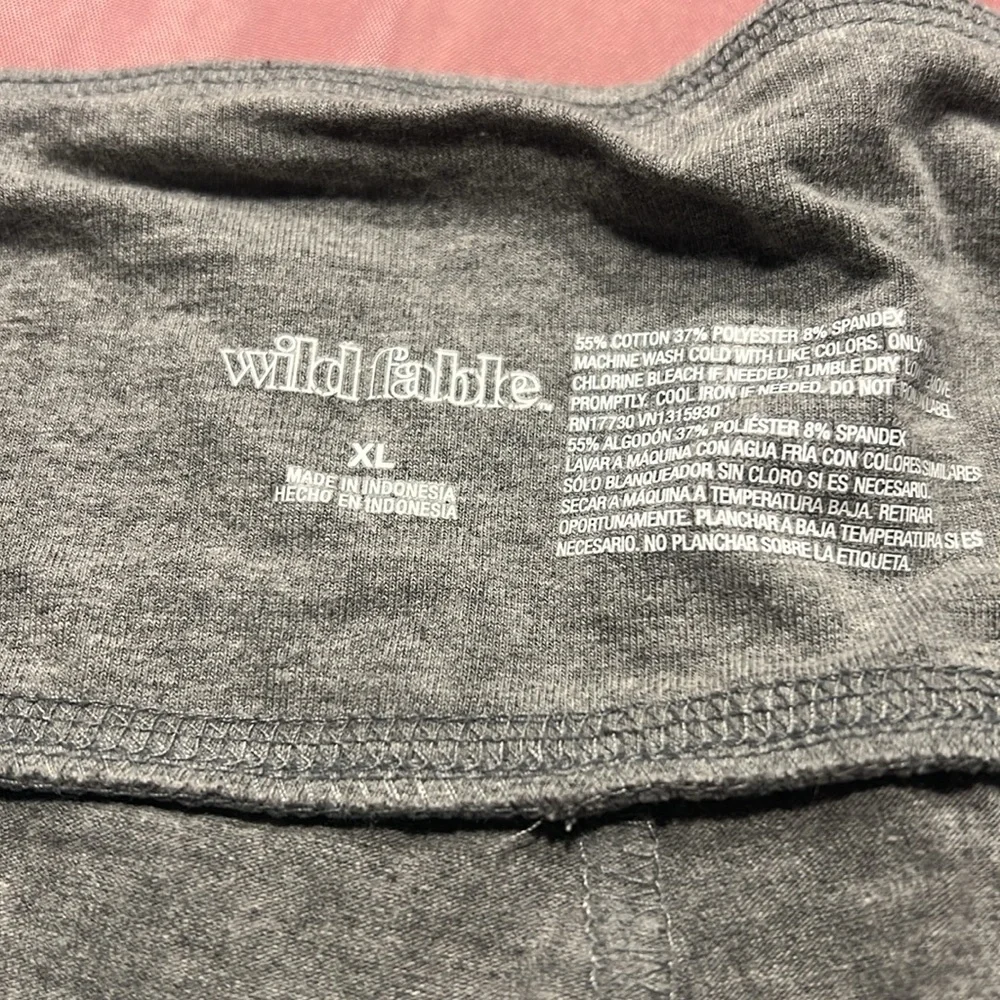 wild fable™
XL
MADE IN INDONESIA
HECHO EN INDONESIA
55% COTTON 37% POLYESTER 8% SPANDEX
MACHINE WASH COLD WITH LIKE COLORS. ONLY
CHLORINE BLEACH IF NEEDED. TUMBLE DRY
PROMPTLY. COOL IRON IF NEEDED. DO NOT LABEL.
RN17730 VN1315930
55% ALGODÓN 37% POLIÉSTER 8% SPANDEX
LAVAR A MÁQUINA CON AGUA FRÍA CON COLORES SIMILARES
SÓLO BLANQUEADOR SIN CLORO SI ES NECESARIO.
SECAR A MÁQUINA A TEMPERATURA BAJA. RETIRAR
OPORTUNAMENTE. PLANCHAR A BAJA TEMPERATURA SI ES
NECESARIO. NO PLANCHAR SOBRE LA ETIQUETA.